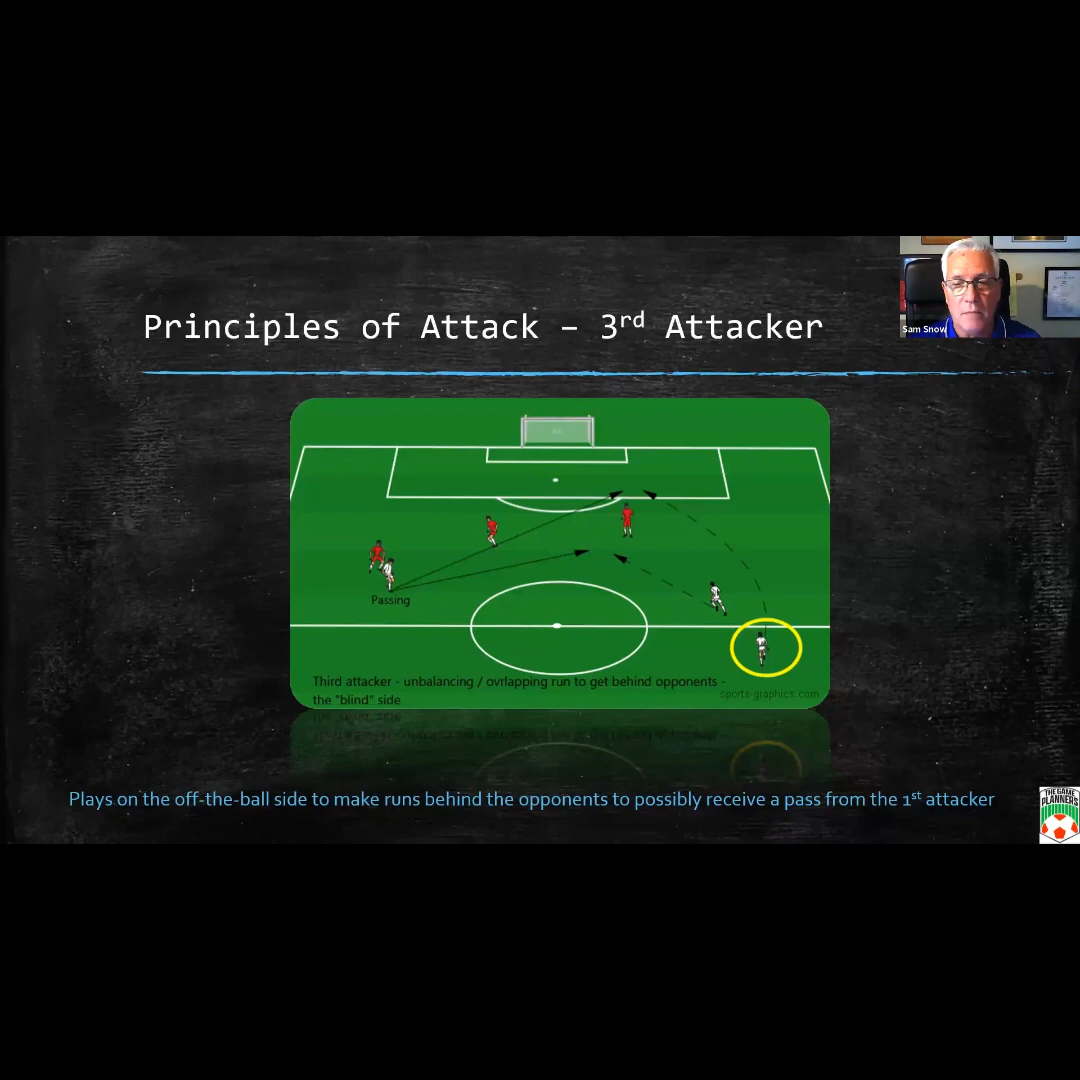 Principles of Attack – 3rd Attacker
Sam Snow
Passing
Third attacker - unbalancing / ovrlapping run to get behind opponents -
the "blind" side
sports-graphics.com
Plays on the off-the-ball side to make runs behind the opponents to possibly receive a pass from the 1st attacker
THE GAME
PLANNERS